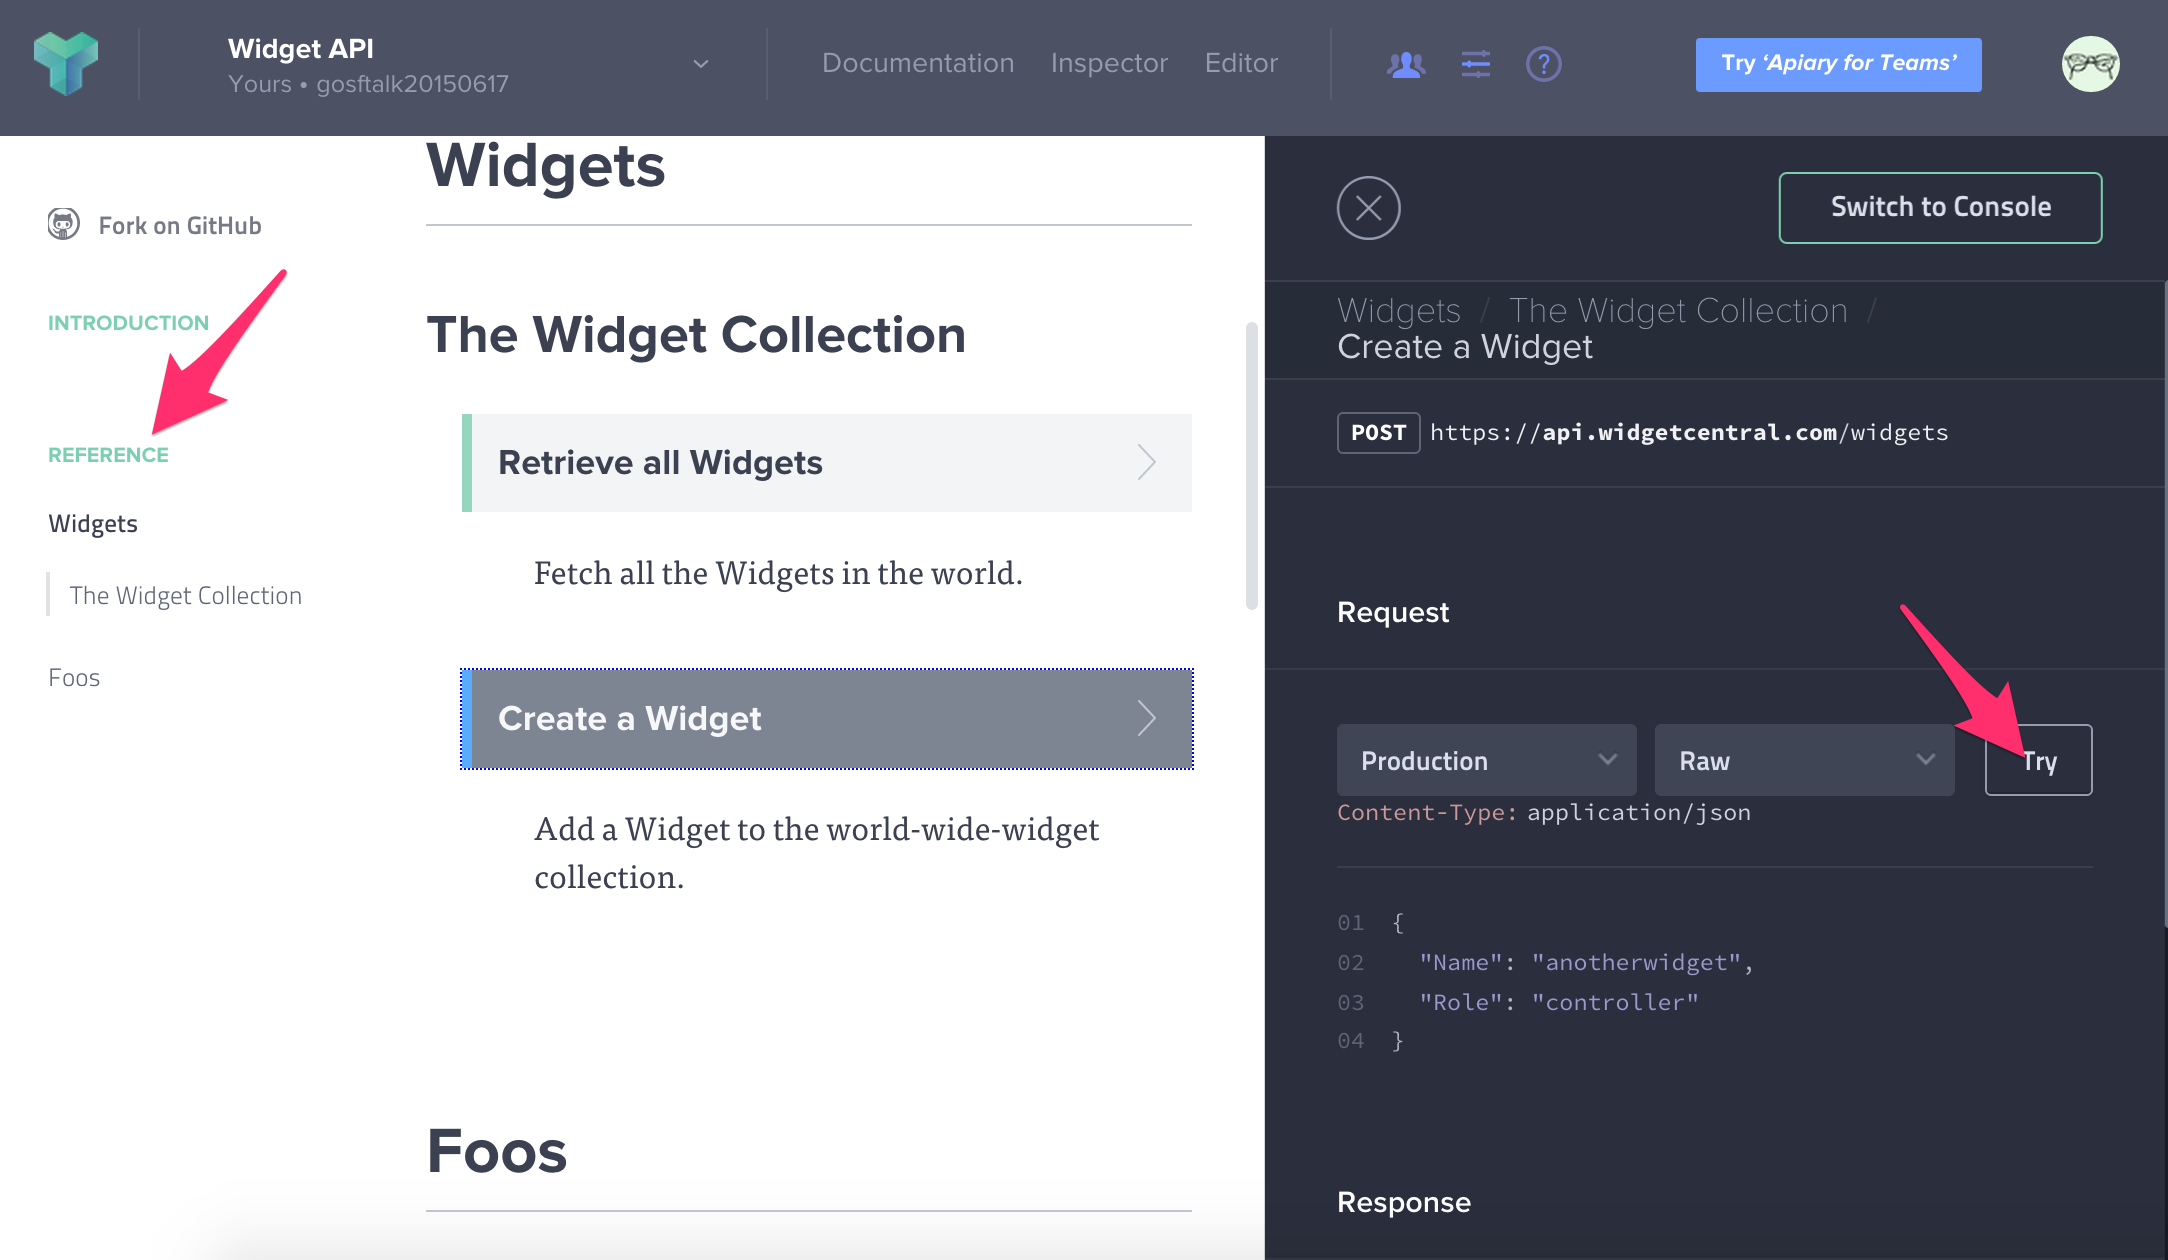 Widget API
Yours • gosftalk20150617
Documentation
Inspector
Editor
?
Try ‘Apiary for Teams’
Fork on GitHub
INTRODUCTION
REFERENCE
Widgets
The Widget Collection
Foos
Widgets
The Widget Collection
Retrieve all Widgets
Fetch all the Widgets in the world.
Create a Widget
Add a Widget to the world-wide-widget
collection.
Foos
Switch to Console
Widgets / The Widget Collection /
Create a Widget
POST https://api.widgetcentral.com/widgets
Request
Production
Raw
Try
Content-Type: application/json
01 {
02 "Name": "anotherwidget",
03 "Role": "controller"
04 }
Response